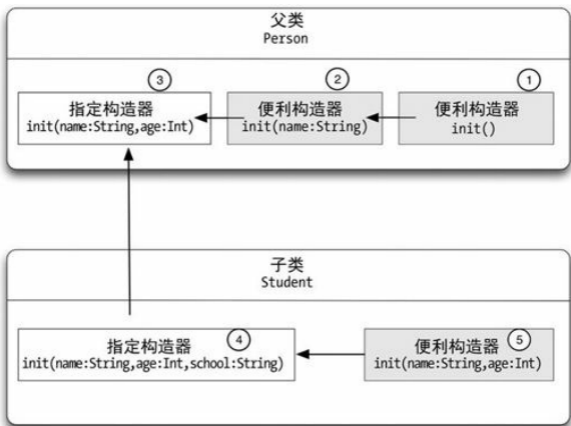 父类
Person
③
指定构造器
init(name:String,age:Int)
②
便利构造器
init(name:String)
①
便利构造器
init()
子类
Student
④
指定构造器
init(name:String,age:Int,school:String)
⑤
便利构造器
init(name:String,age:Int)